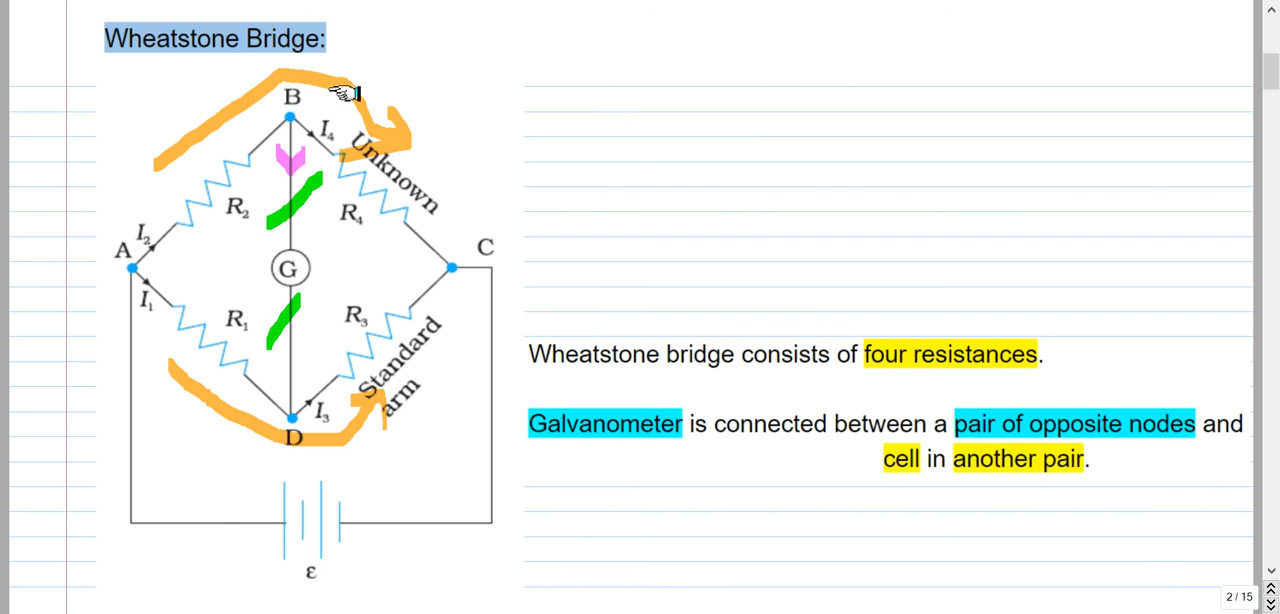 Wheatstone Bridge:
B
I₄
Unknown
R₂
R₄
I₂
A
C
G
I₁
R₁
R₃
Standard
arm
I₃
D
ε
Wheatstone bridge consists of four resistances.
Galvanometer is connected between a pair of opposite nodes and
cell in another pair.
2 / 15